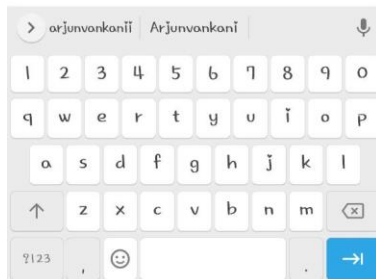 arjunvankanii Arjunvankani
1 2 3 4 5 6 7 8 9 0
q w e r t y u i o p
a s d f g h j k l
z x c v b n m
?123 , .